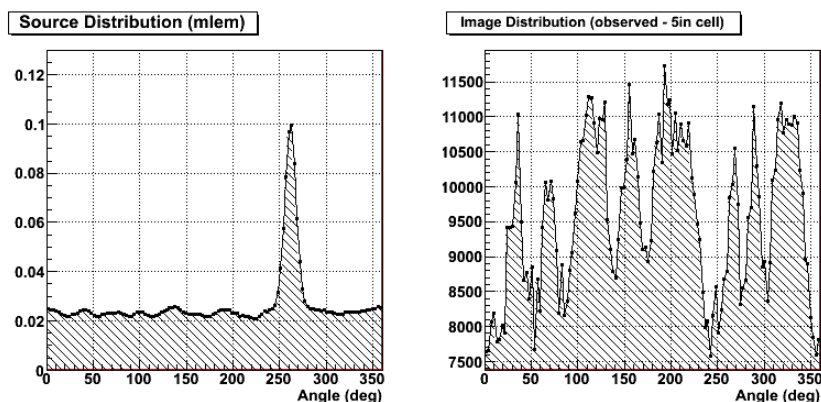 Source Distribution (mlem)
0.12
0.1
0.08
0.06
0.04
0.02
0
0 50 100 150 200 250 300 350
Angle (deg)
Image Distribution (observed - 5in cell)
11500
11000
10500
10000
9500
9000
8500
8000
7500
0 50 100 150 200 250 300 350
Angle (deg)